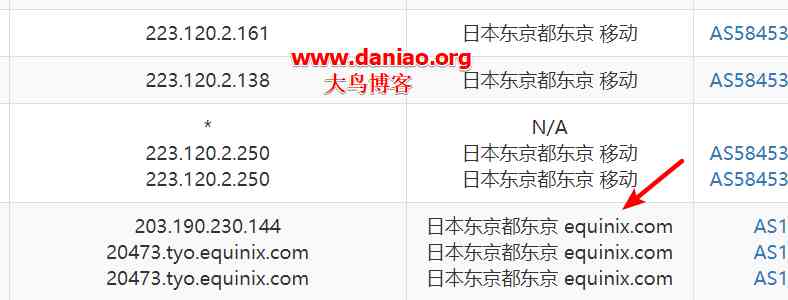 223.120.2.161 日本东京都东京 移动 AS58453
www.daniao.org
223.120.2.138 日本东京都东京 移动 AS58453
大鸟博客
* N/A
223.120.2.250 日本东京都东京 移动 AS58453
223.120.2.250 日本东京都东京 移动 AS58453
203.190.230.144 日本东京都东京 equinix.com AS1
20473.tyo.equinix.com 日本东京都东京 equinix.com AS1
20473.tyo.equinix.com 日本东京都东京 equinix.com AS1